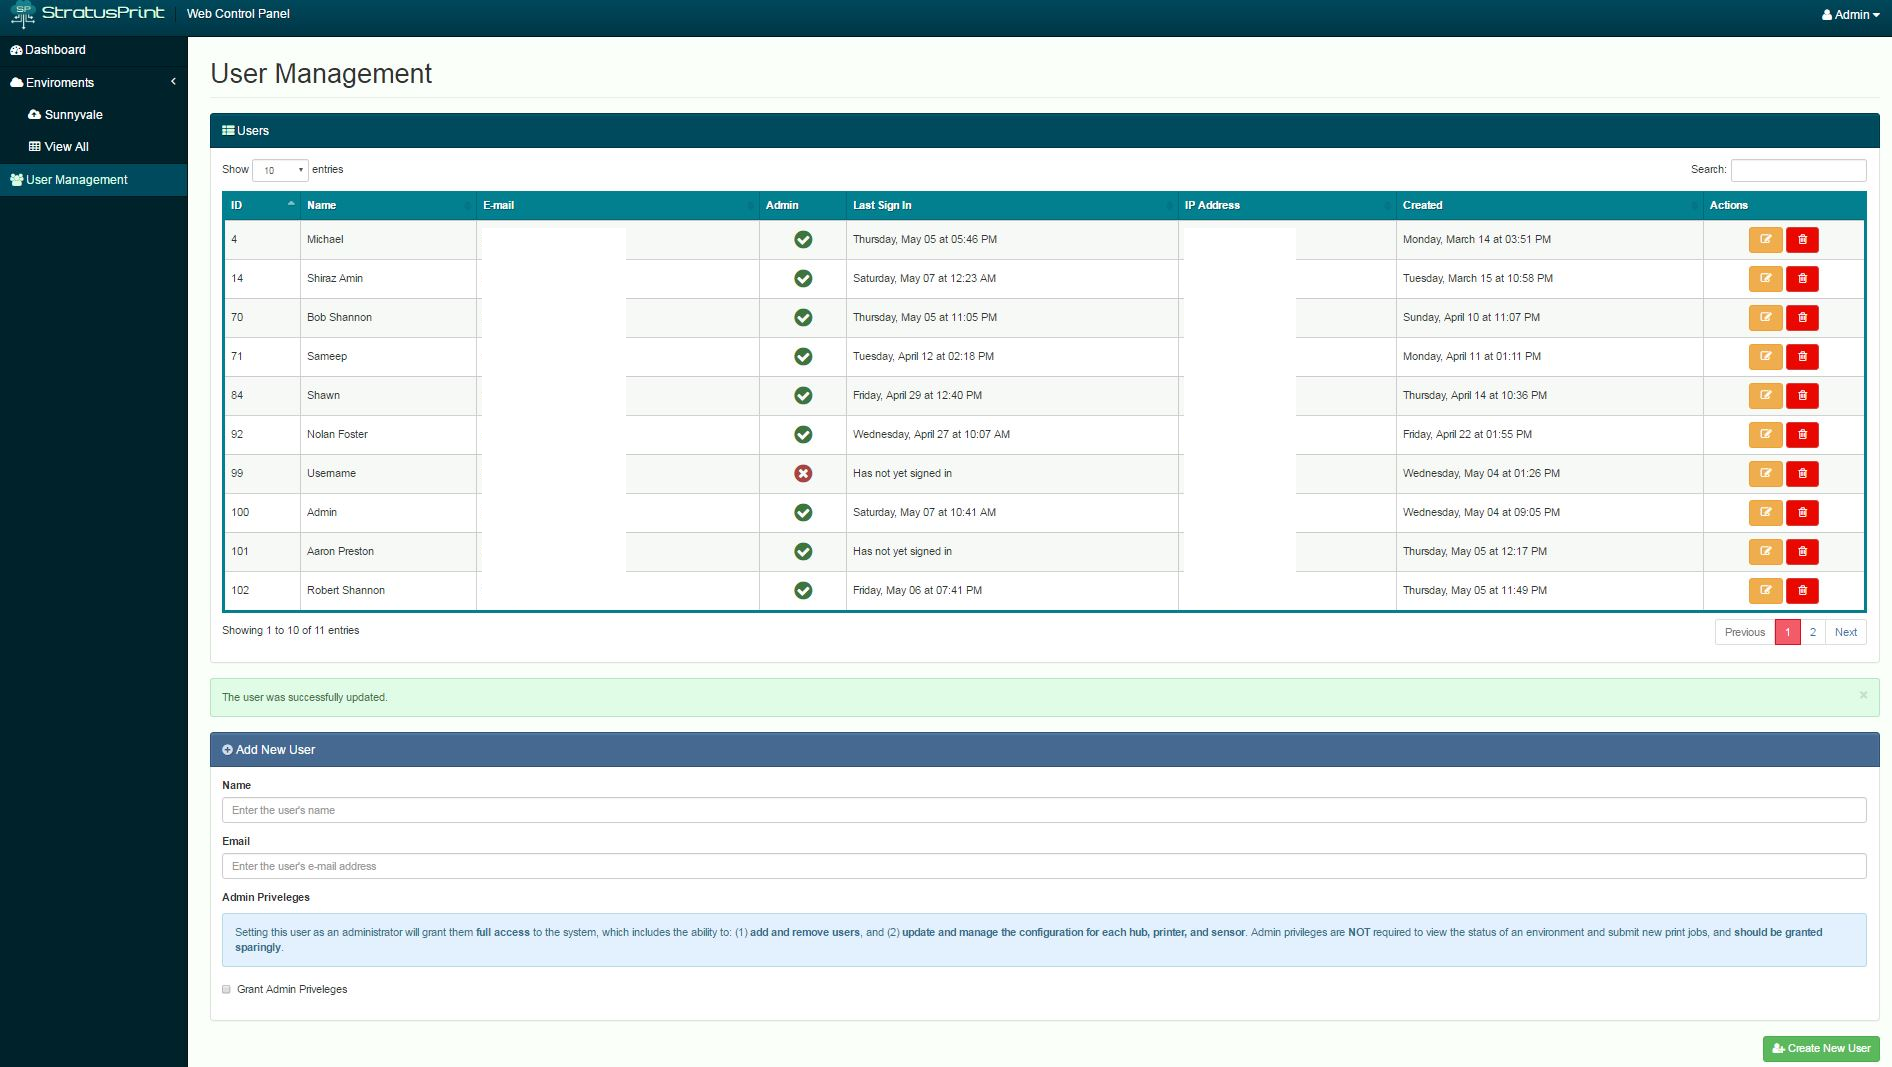 SP StratusPrint Web Control Panel Admin
Dashboard
Enviroments
Sunnyvale
View All
User Management
User Management
Users
Show 10 entries Search:
ID Name E-mail Admin Last Sign In IP Address Created Actions
4 Michael Thursday, May 05 at 05:46 PM Monday, March 14 at 03:51 PM
14 Shiraz Amin Saturday, May 07 at 12:23 AM Tuesday, March 15 at 10:58 PM
70 Bob Shannon Thursday, May 05 at 11:05 PM Sunday, April 10 at 11:07 PM
71 Sameep Tuesday, April 12 at 02:18 PM Monday, April 11 at 01:11 PM
84 Shawn Friday, April 29 at 12:40 PM Thursday, April 14 at 10:36 PM
92 Nolan Foster Wednesday, April 27 at 10:07 AM Friday, April 22 at 01:55 PM
99 Username Has not yet signed in Wednesday, May 04 at 01:26 PM
100 Admin Saturday, May 07 at 10:41 AM Wednesday, May 04 at 09:05 PM
101 Aaron Preston Has not yet signed in Thursday, May 05 at 12:17 PM
102 Robert Shannon Friday, May 06 at 07:41 PM Thursday, May 05 at 11:49 PM
Showing 1 to 10 of 11 entries Previous 1 2 Next
The user was successfully updated. ×
Add New User
Name
Enter the user's name
Email
Enter the user's e-mail address
Admin Priveleges
Setting this user as an administrator will grant them full access to the system, which includes the ability to: (1) add and remove users, and (2) update and manage the configuration for each hub, printer, and sensor. Admin privileges are NOT required to view the status of an environment and submit new print jobs, and should be granted
sparingly.
Grant Admin Priveleges
Create New User